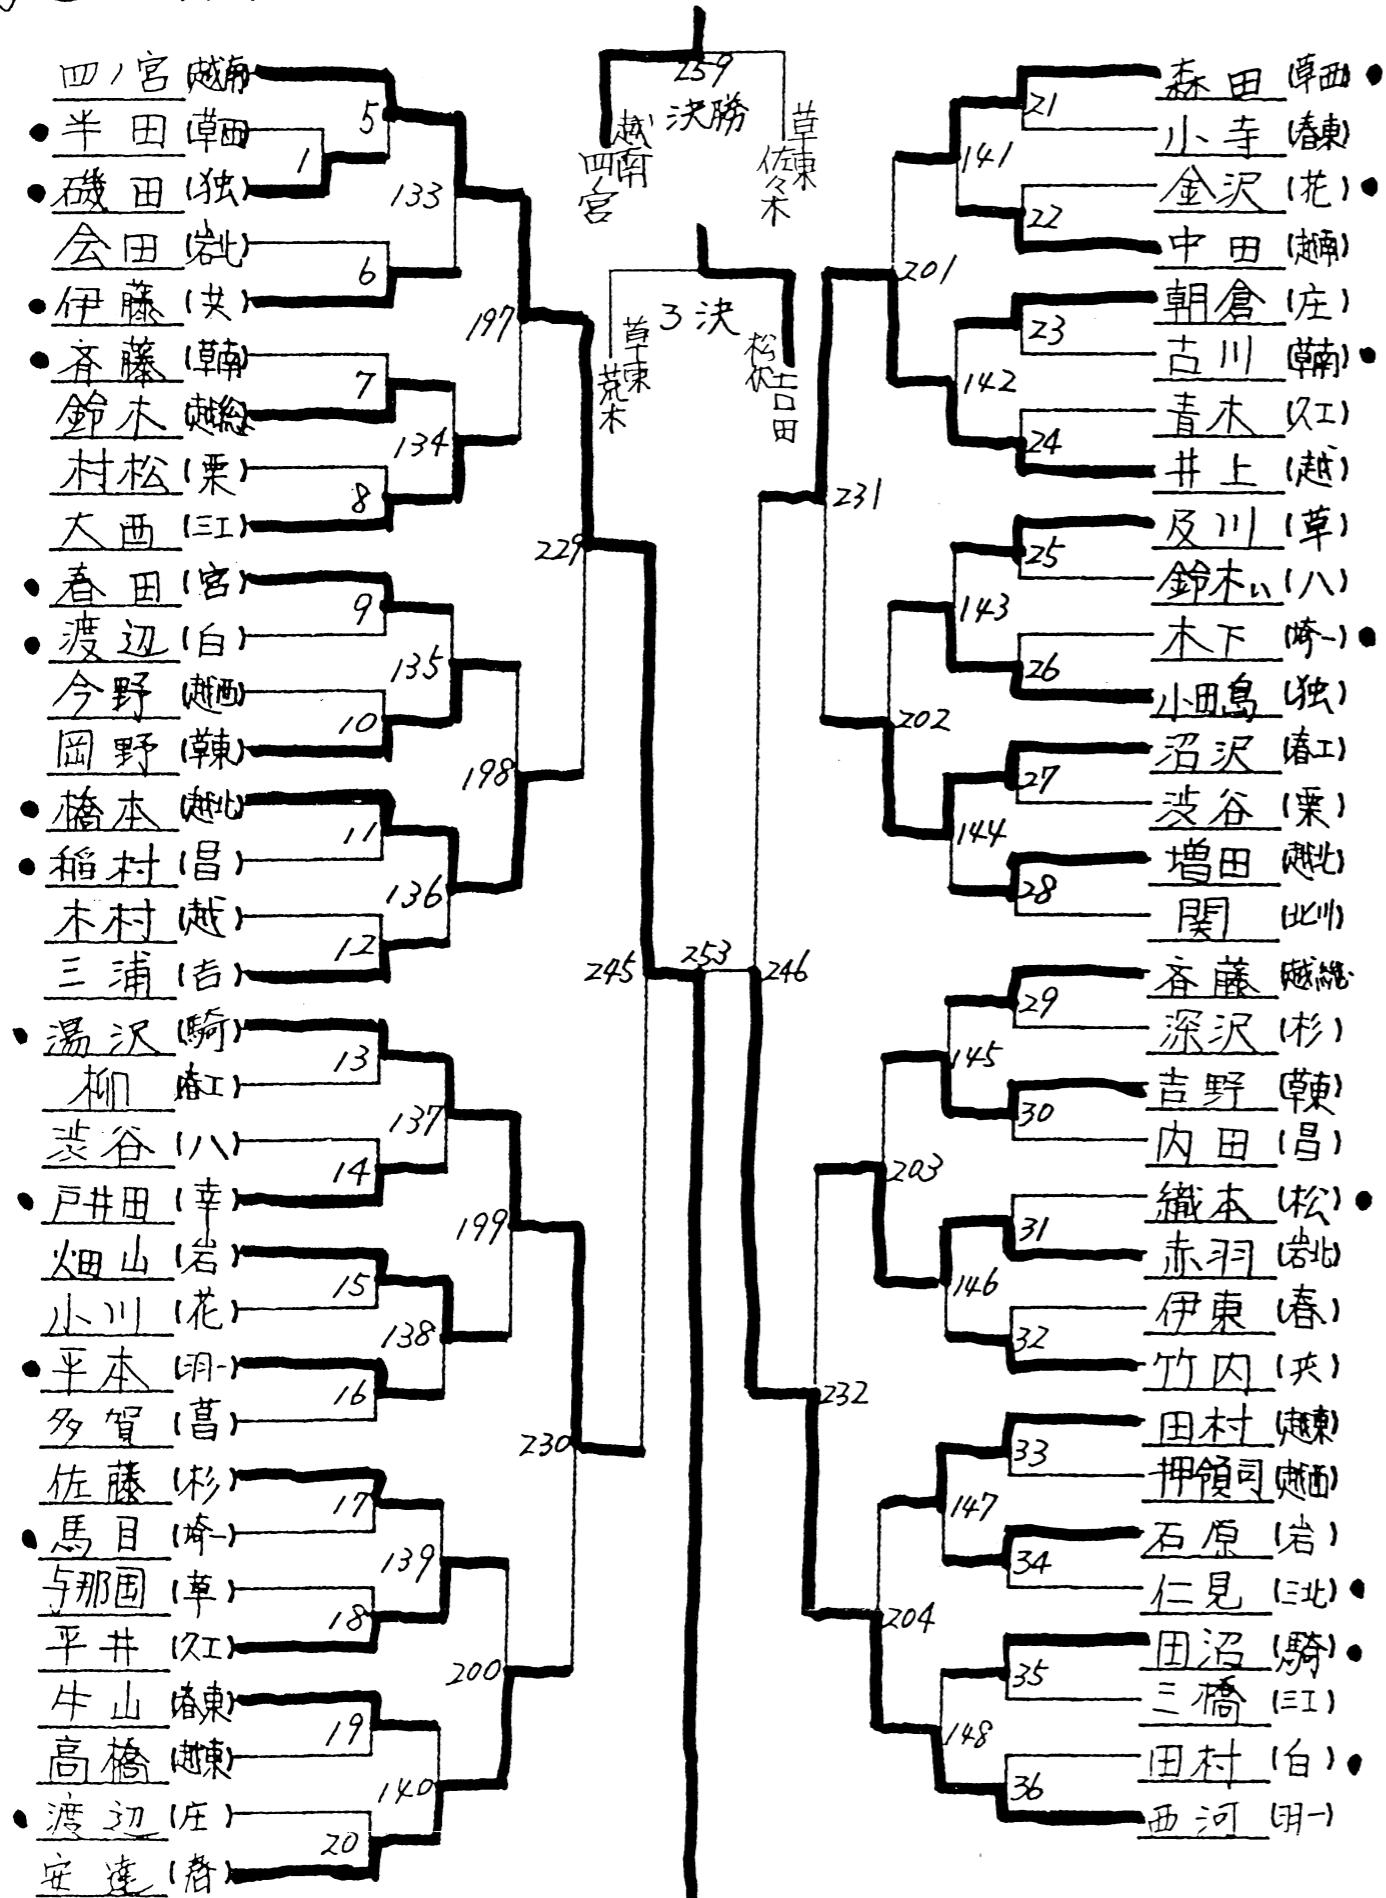 259
決勝
越南
四ノ宮
草東
佐々木
3決
草東
荒木
松伏
吉田
四ノ宮 (越南)
● 半田 (草西)
● 磯田 (独)
会田 (岩北)
● 伊藤 (共)
● 斉藤 (草南)
鈴木 (越総)
村松 (栗)
大西 (三工)
● 春田 (宮)
● 渡辺 (白)
今野 (越西)
岡野 (草東)
● 橋本 (越北)
● 稲村 (昌)
木村 (越)
三浦 (吉)
● 湯沢 (騎)
柳 (春工)
渋谷 (八)
● 戸井田 (幸)
畑山 (岩)
小川 (花)
● 平本 (明一)
多賀 (菖)
佐藤 (杉)
● 馬目 (埼一)
与那国 (草)
平井 (久工)
牛山 (春東)
高橋 (越東)
● 渡辺 (庄)
安達 (春)
1
5
6
7
8
9
10
11
12
13
14
15
16
17
18
19
20
133
134
135
136
137
138
139
140
197
198
199
200
229
230
245
253
246
231
232
201
202
203
204
141
142
143
144
145
146
147
148
21
22
23
24
25
26
27
28
29
30
31
32
33
34
35
36
森田 (草西) ●
小寺 (春東)
金沢 (花) ●
中田 (越南)
朝倉 (庄)
古川 (草南) ●
青木 (久工)
井上 (越)
及川 (草)
鈴木い (八)
木下 (埼一) ●
小田島 (独)
沼沢 (春工)
渋谷 (栗)
増田 (越北)
関 (北川)
斉藤 (越総)
深沢 (杉)
吉野 (草東)
内田 (昌)
織本 (松) ●
赤羽 (岩北)
伊東 (春)
竹内 (共)
田村 (越東)
押領司 (越西)
石原 (岩)
仁見 (三北) ●
田沼 (騎) ●
三橋 (三工)
田村 (白) ●
西河 (明一)